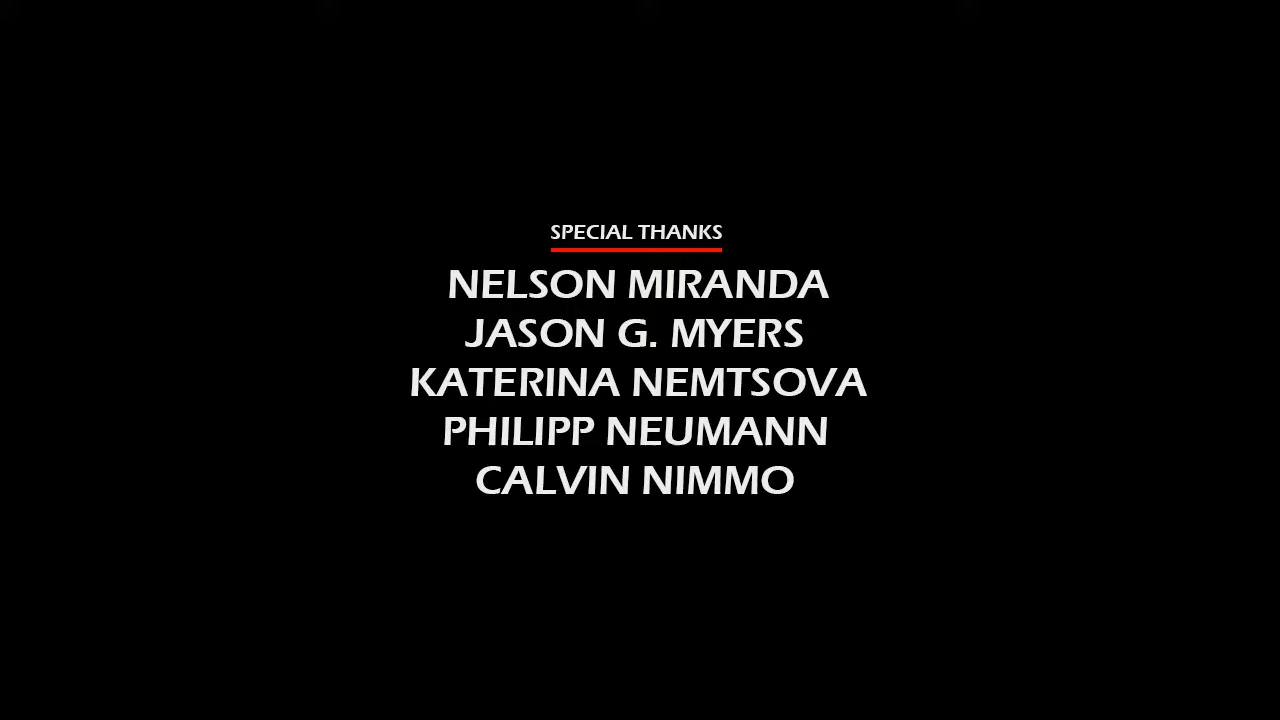 SPECIAL THANKS
NELSON MIRANDA
JASON G. MYERS
KATERINA NEMTSOVA
PHILIPP NEUMANN
CALVIN NIMMO